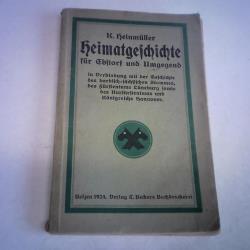 K. Heinmüller
Heimatgeschichte
für Ebstorf und Umgegend
in Verbindung mit der Geschichte
des bardisch-sächsischen Stammes,
des Fürstentums Lüneburg sowie
des Kurfürstentums und
Königreichs Hannover.
Uelzen 1924. Verlag C. Beckers Buchdruckerei